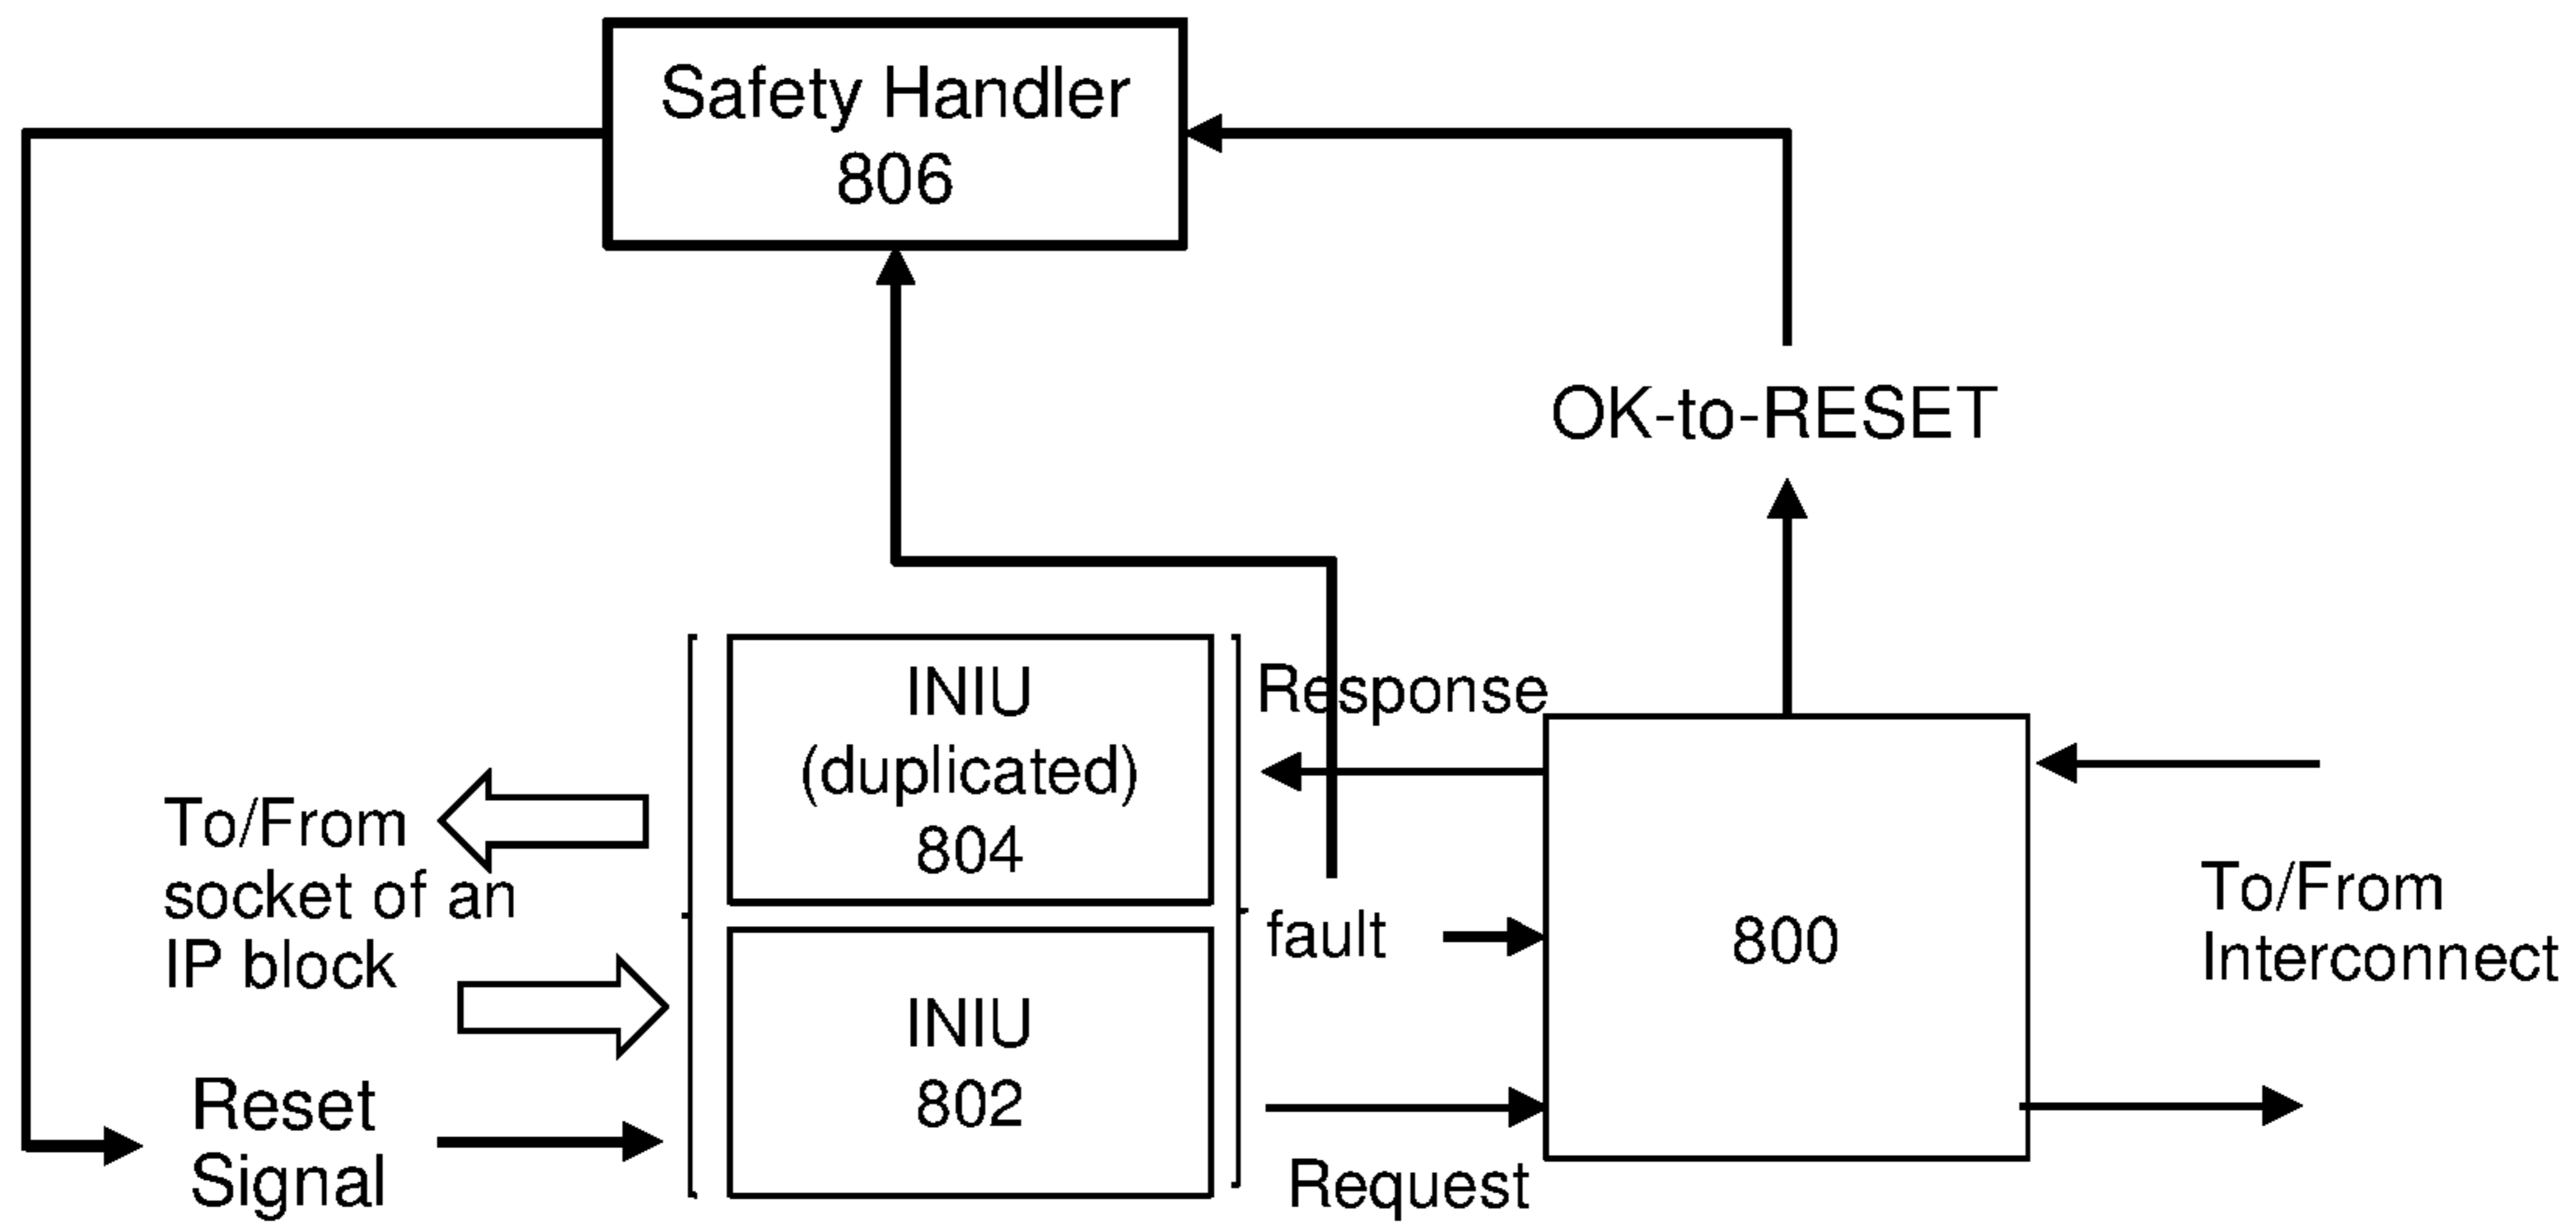 Safety Handler
806
OK-to-RESET
INIU
(duplicated)
804
Response
To/From
socket of an
IP block
fault
800
To/From
Interconnect
INIU
802
Reset
Signal
Request